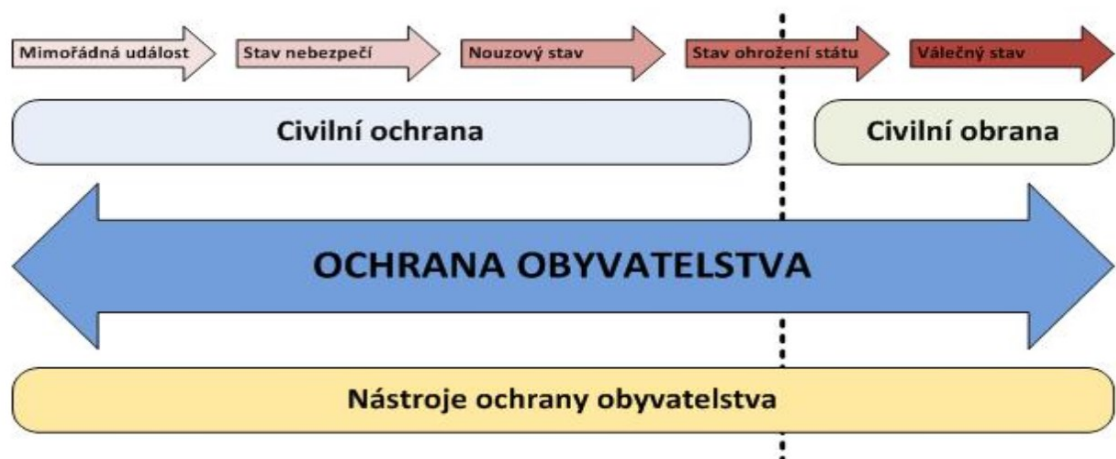 Mimořádná událost
Stav nebezpečí
Nouzový stav
Stav ohrožení státu
Válečný stav
Civilní ochrana
Civilní obrana
OCHRANA OBYVATELSTVA
Nástroje ochrany obyvatelstva